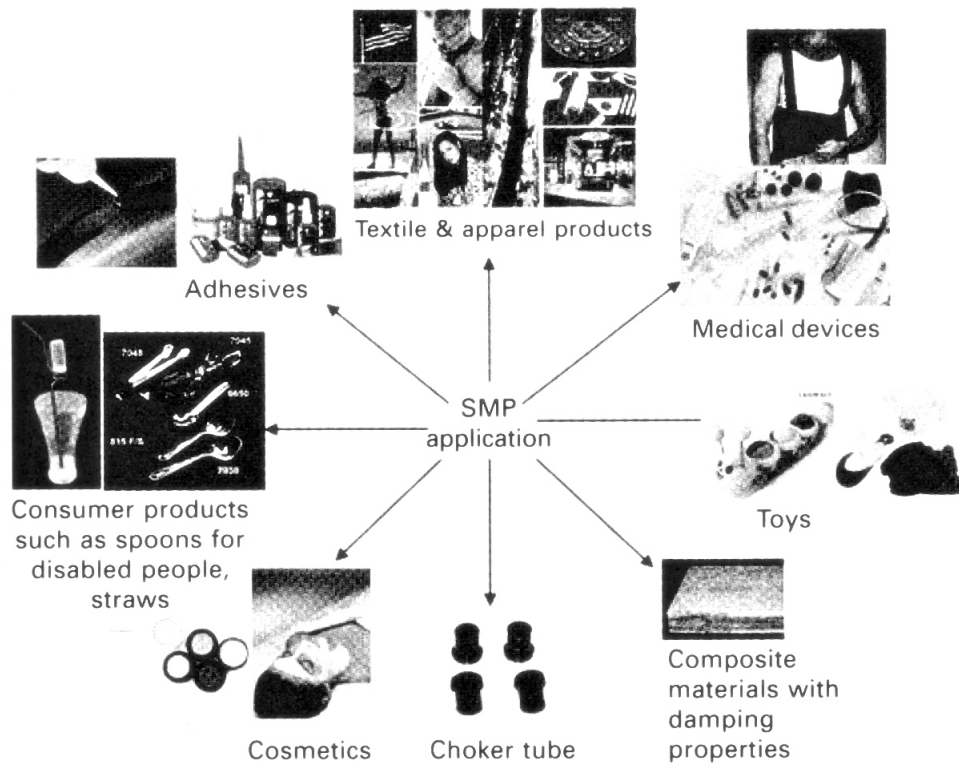 Textile & apparel products
Adhesives
Medical devices
7048
7045
6650
815 F/S
7938
SMP
application
Toys
Consumer products
such as spoons for
disabled people,
straws
Composite
materials with
damping
properties
Cosmetics
Choker tube